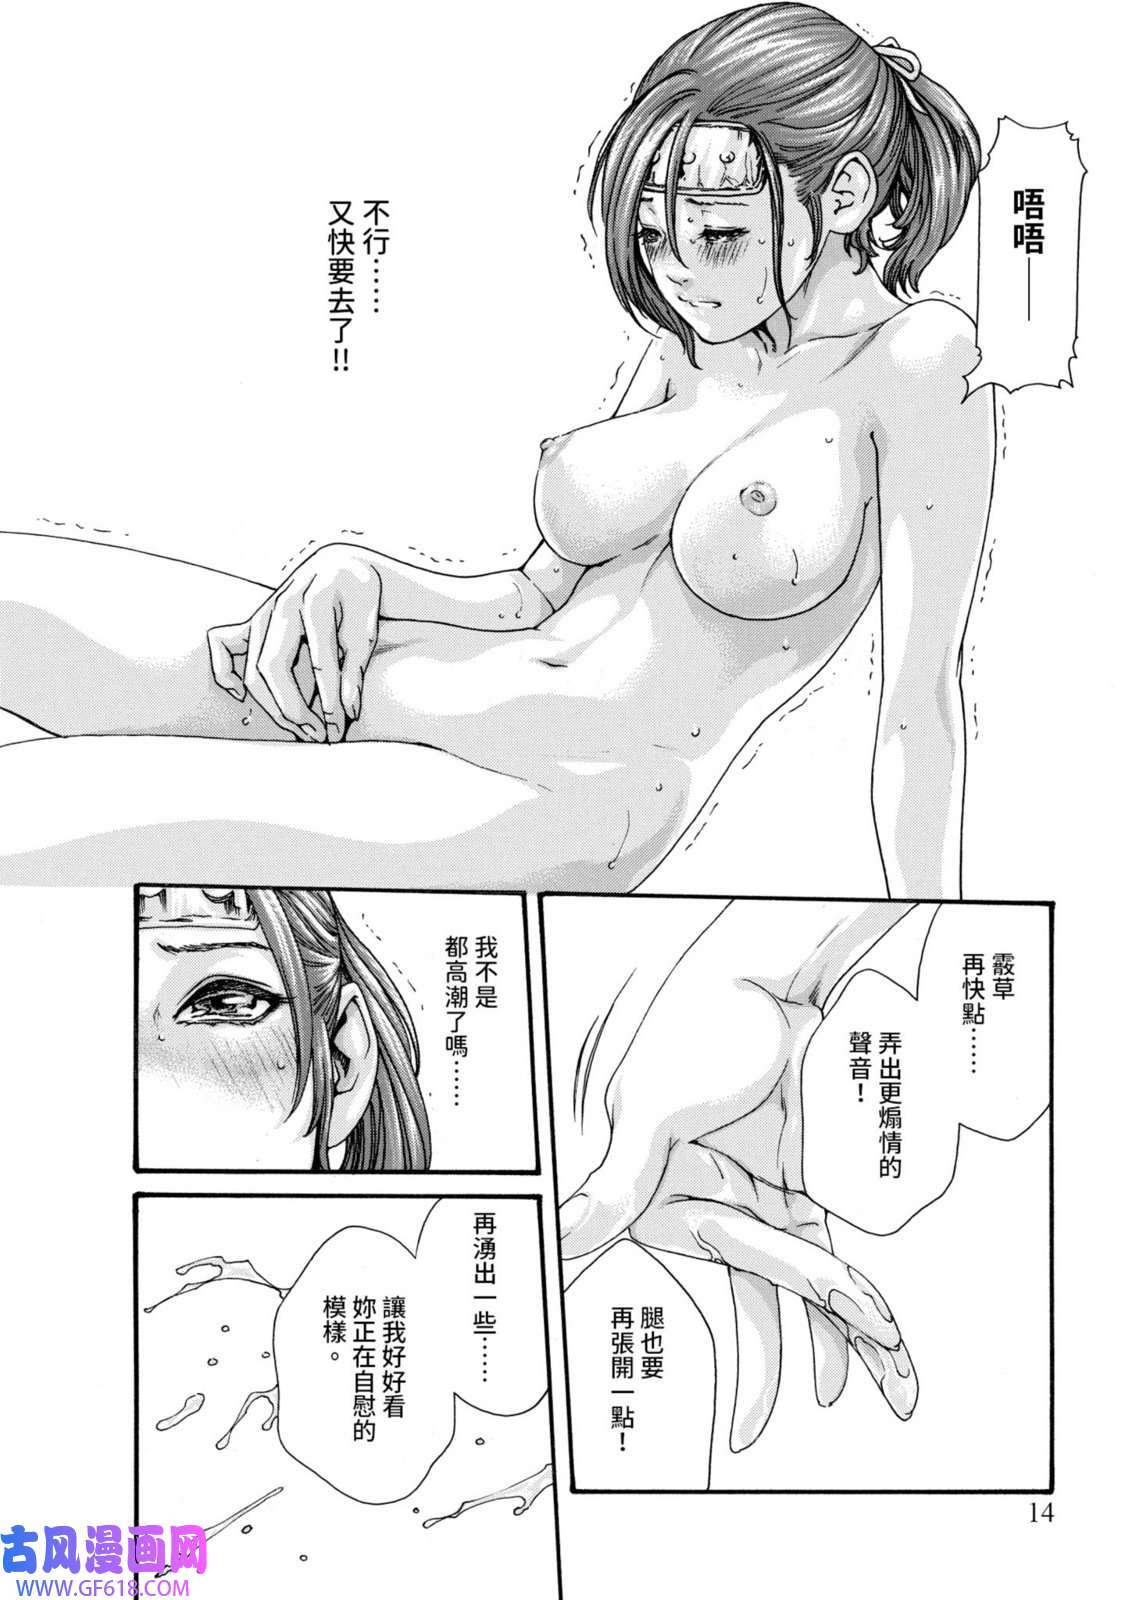 唔唔——
不行……
又快要去了!!
霰草
再快點……
弄出更煽情的
聲音！
腿也要
再張開一點！
我不是
都高潮了嗎……
再湧出一些……
讓我好好看
妳正在自慰的
模樣。
14
古风漫画网
WWW.GF618.COM